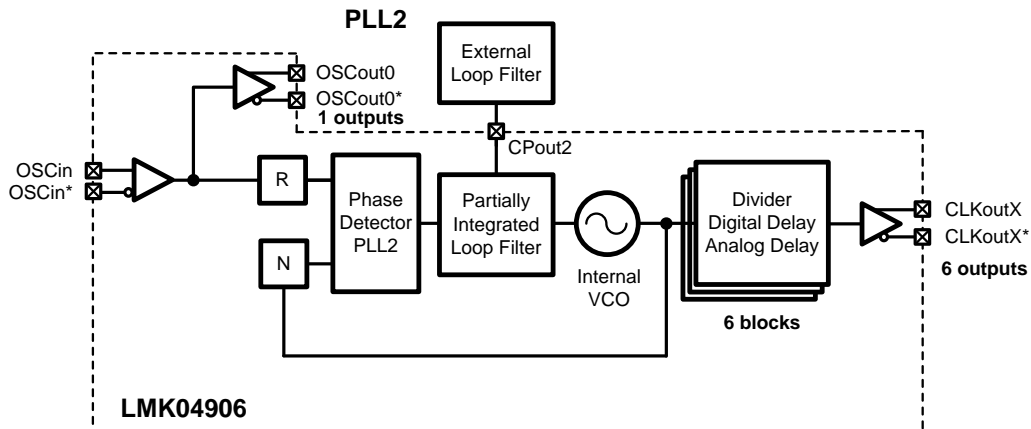 PLL2
External
Loop Filter
OSCout0
OSCout0*
1 outputs
CPout2
OSCin
OSCin*
R
Phase
Detector
PLL2
Partially
Integrated
Loop Filter
Divider
Digital Delay
Analog Delay
CLKoutX
CLKoutX*
6 outputs
N
Internal
VCO
6 blocks
LMK04906